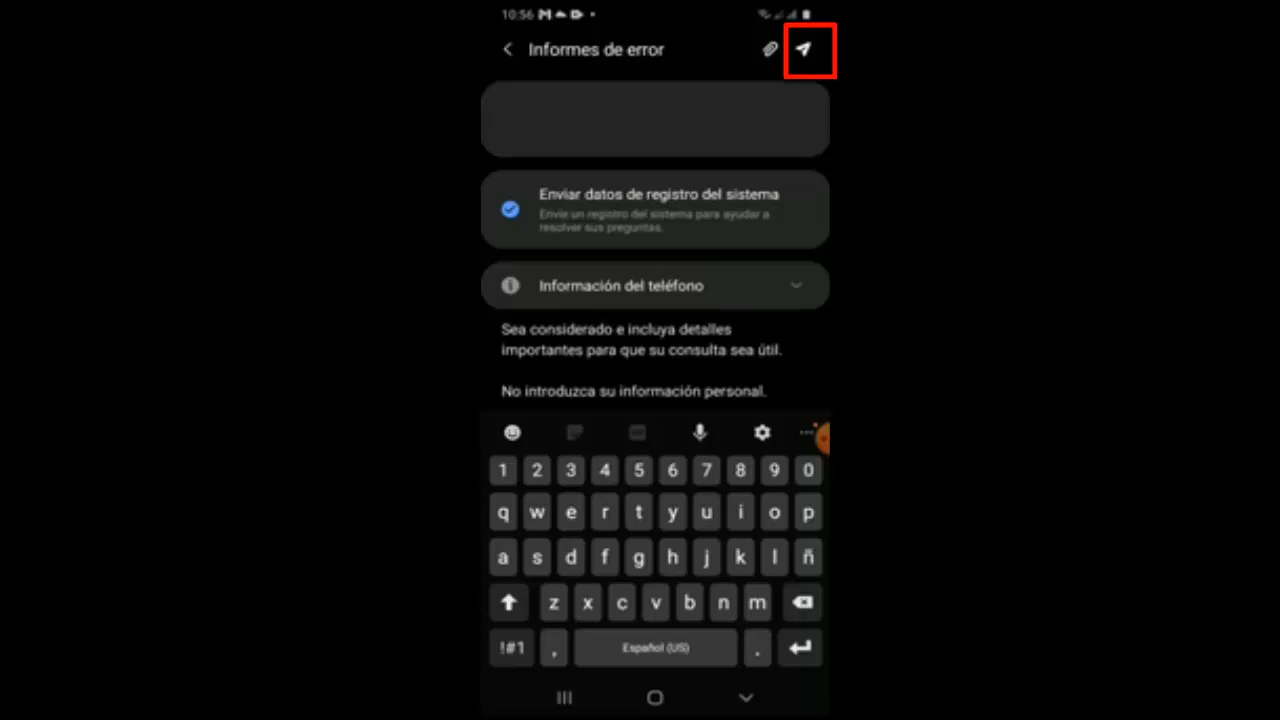 10:56
Informes de error
Enviar datos de registro del sistema
Envíe un registro del sistema para ayudar a
resolver sus preguntas.
Información del teléfono
Sea considerado e incluya detalles
importantes para que su consulta sea útil.
No introduzca su información personal.
1 2 3 4 5 6 7 8 9 0
q w e r t y u i o p
a s d f g h j k l ñ
z x c v b n m
!#1 , Español (US) .